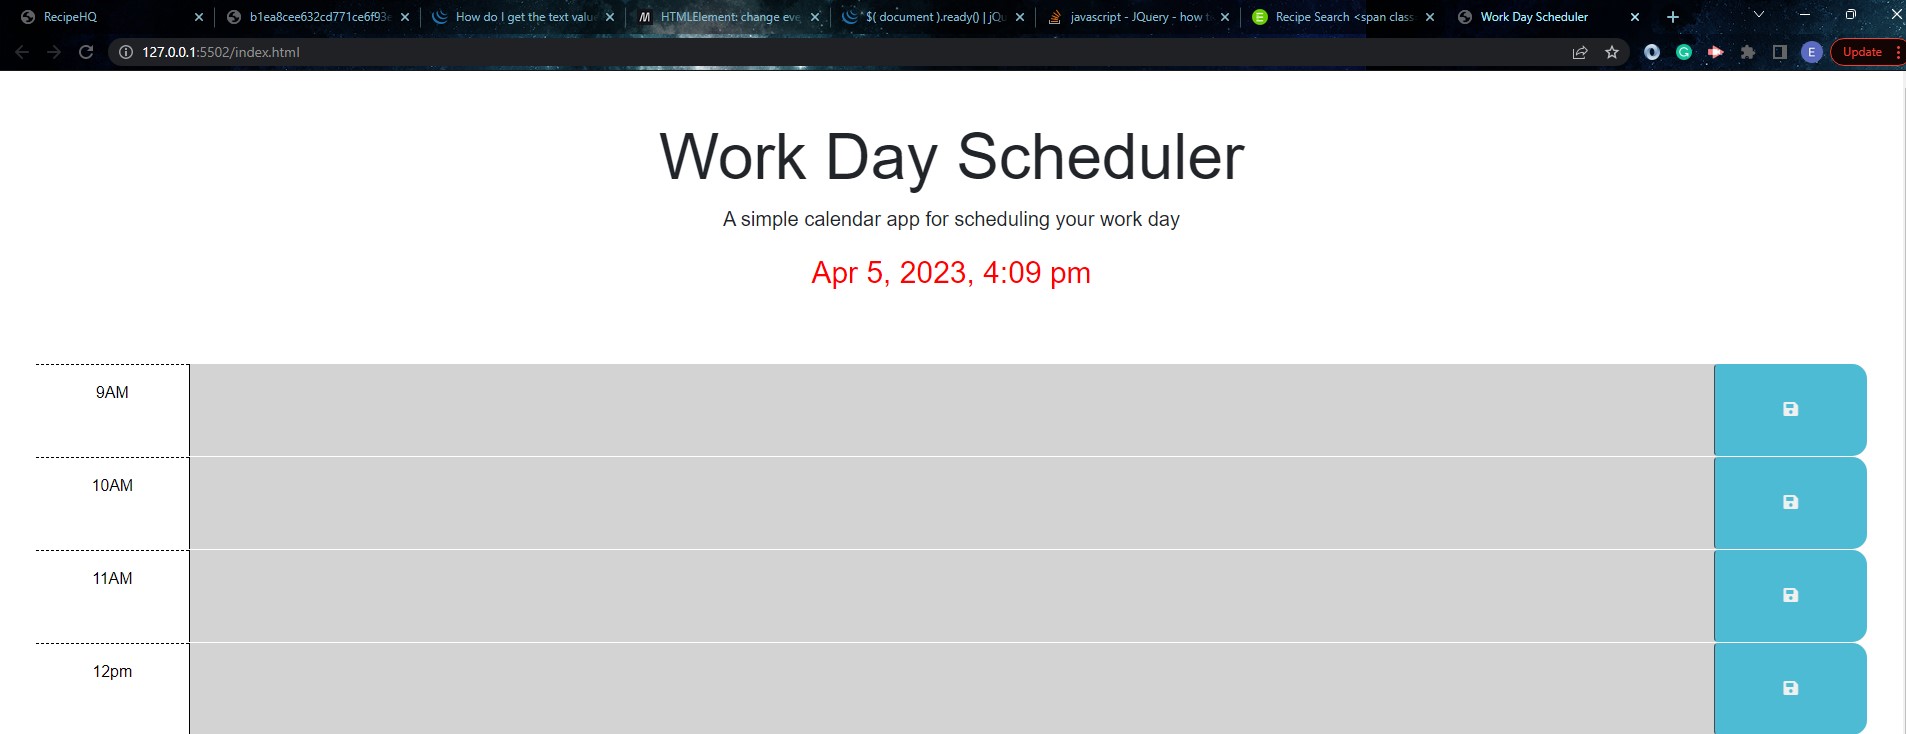 RecipeHQ
b1ea8cee632cd771ce6f93
How do I get the text valu
HTMLElement: change eve
$( document ).ready() | jQu
javascript - JQuery - how t
Recipe Search <span class
Work Day Scheduler
127.0.0.1:5502/index.html
E
Update
Work Day Scheduler
A simple calendar app for scheduling your work day
Apr 5, 2023, 4:09 pm
9AM
10AM
11AM
12pm